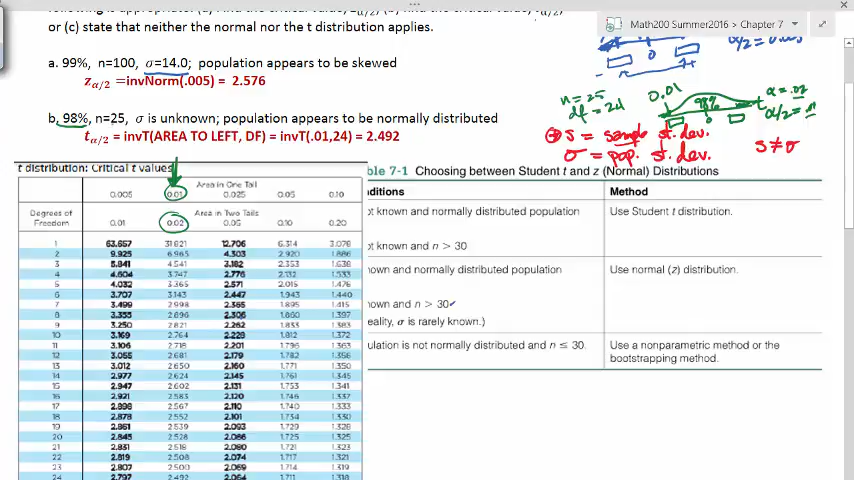 or (c) state that neither the normal nor the t distribution applies.
Math200 Summer2016 > Chapter 7
a. 99%, n=100, σ=14.0; population appears to be skewed
zα/2 =invNorm(.005) = 2.576
b. 98%, n=25, σ is unknown; population appears to be normally distributed
tα/2 = invT(AREA TO LEFT, DF) = invT(.01,24) = 2.492
n=25
df=24
0.01
98%
0
α=.02
S = sample st. dev.
σ = pop. st. dev.
S≠σ
t distribution: Critical t values
Area in One Tail
0.005 0.01 0.025 0.05 0.10
Degrees of Freedom
Area in Two Tails
0.01 0.02 0.05 0.10 0.20
1 63.657 31.821 12.706 6.314 3.078
2 9.925 6.965 4.303 2.920 1.886
3 5.841 4.541 3.182 2.353 1.638
4 4.604 3.747 2.776 2.132 1.533
5 4.032 3.365 2.571 2.015 1.476
6 3.707 3.143 2.447 1.943 1.440
7 3.499 2.998 2.365 1.895 1.415
8 3.355 2.896 2.306 1.860 1.397
9 3.250 2.821 2.262 1.833 1.383
10 3.169 2.764 2.228 1.812 1.372
11 3.106 2.718 2.201 1.796 1.363
12 3.055 2.681 2.179 1.782 1.356
13 3.012 2.650 2.160 1.771 1.350
14 2.977 2.624 2.145 1.761 1.345
15 2.947 2.602 2.131 1.753 1.341
16 2.921 2.583 2.120 1.746 1.337
17 2.898 2.567 2.110 1.740 1.333
18 2.878 2.552 2.101 1.734 1.330
19 2.861 2.539 2.093 1.729 1.328
20 2.845 2.528 2.086 1.725 1.325
21 2.831 2.518 2.080 1.721 1.323
22 2.819 2.508 2.074 1.717 1.321
23 2.807 2.500 2.069 1.714 1.319
24 2.797 2.492 2.064 1.711 1.318
ble 7-1 Choosing between Student t and z (Normal) Distributions
nditions Method
ot known and normally distributed population Use Student t distribution.
ot known and n > 30
nown and normally distributed population Use normal (z) distribution.
nown and n > 30
eality, σ is rarely known.)
ulation is not normally distributed and n ≤ 30. Use a nonparametric method or the
bootstrapping method.